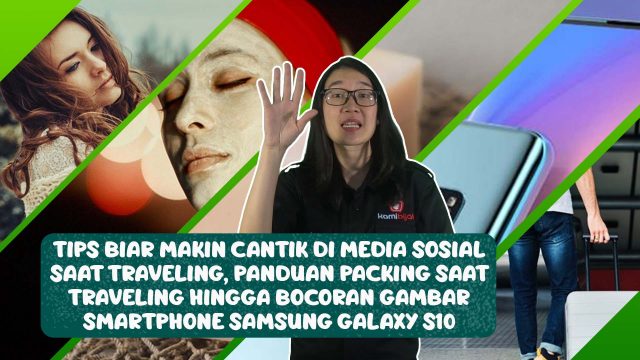 kamibijak
TIPS BIAR MAKIN CANTIK DI MEDIA SOSIAL
SAAT TRAVELING, PANDUAN PACKING SAAT
TRAVELING HINGGA BOCORAN GAMBAR
SMARTPHONE SAMSUNG GALAXY S10